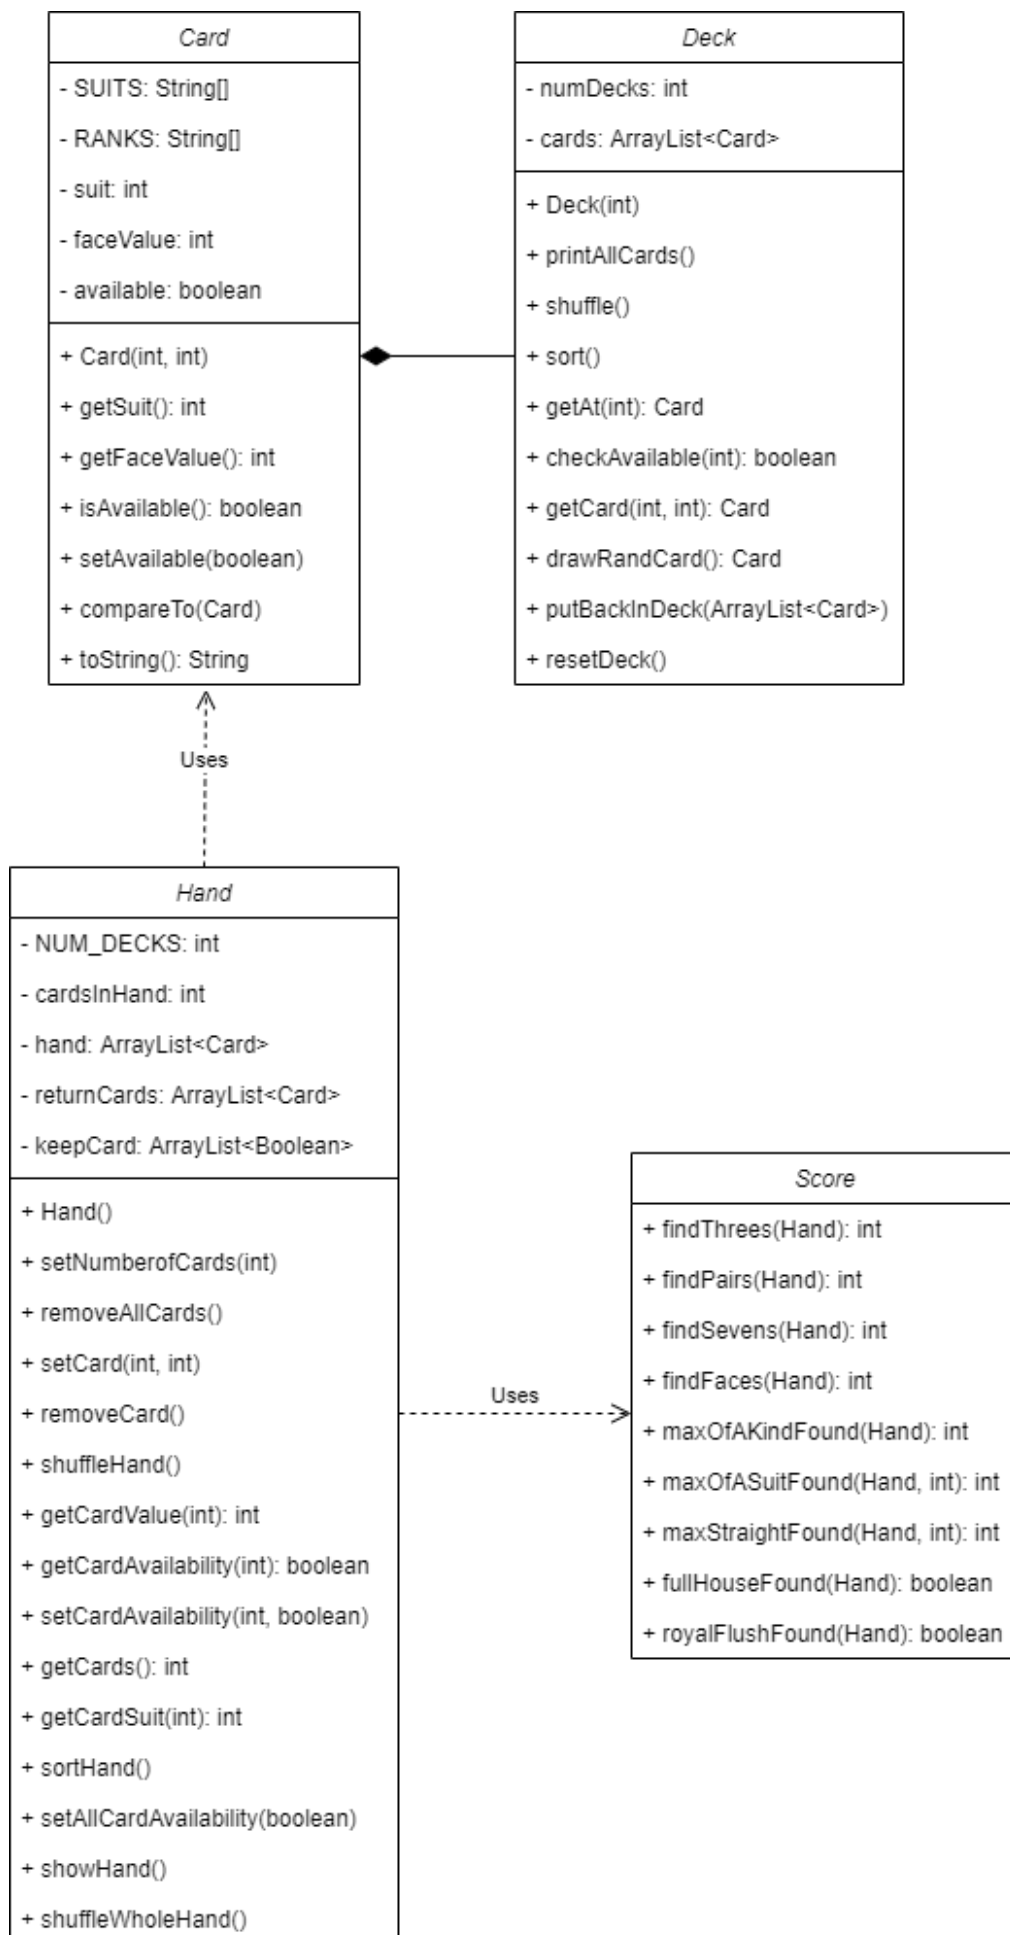 Card
- SUITS: String[]
- RANKS: String[]
- suit: int
- faceValue: int
- available: boolean
+ Card(int, int)
+ getSuit(): int
+ getFaceValue(): int
+ isAvailable(): boolean
+ setAvailable(boolean)
+ compareTo(Card)
+ toString(): String
Deck
- numDecks: int
- cards: ArrayList<Card>
+ Deck(int)
+ printAllCards()
+ shuffle()
+ sort()
+ getAt(int): Card
+ checkAvailable(int): boolean
+ getCard(int, int): Card
+ drawRandCard(): Card
+ putBackInDeck(ArrayList<Card>)
+ resetDeck()
Uses
Hand
- NUM_DECKS: int
- cardsInHand: int
- hand: ArrayList<Card>
- returnCards: ArrayList<Card>
- keepCard: ArrayList<Boolean>
+ Hand()
+ setNumberofCards(int)
+ removeAllCards()
+ setCard(int, int)
+ removeCard()
+ shuffleHand()
+ getCardValue(int): int
+ getCardAvailability(int): boolean
+ setCardAvailability(int, boolean)
+ getCards(): int
+ getCardSuit(int): int
+ sortHand()
+ setAllCardAvailability(boolean)
+ showHand()
+ shuffleWholeHand()
Uses
Score
+ findThrees(Hand): int
+ findPairs(Hand): int
+ findSevens(Hand): int
+ findFaces(Hand): int
+ maxOfAKindFound(Hand): int
+ maxOfASuitFound(Hand, int): int
+ maxStraightFound(Hand, int): int
+ fullHouseFound(Hand): boolean
+ royalFlushFound(Hand): boolean